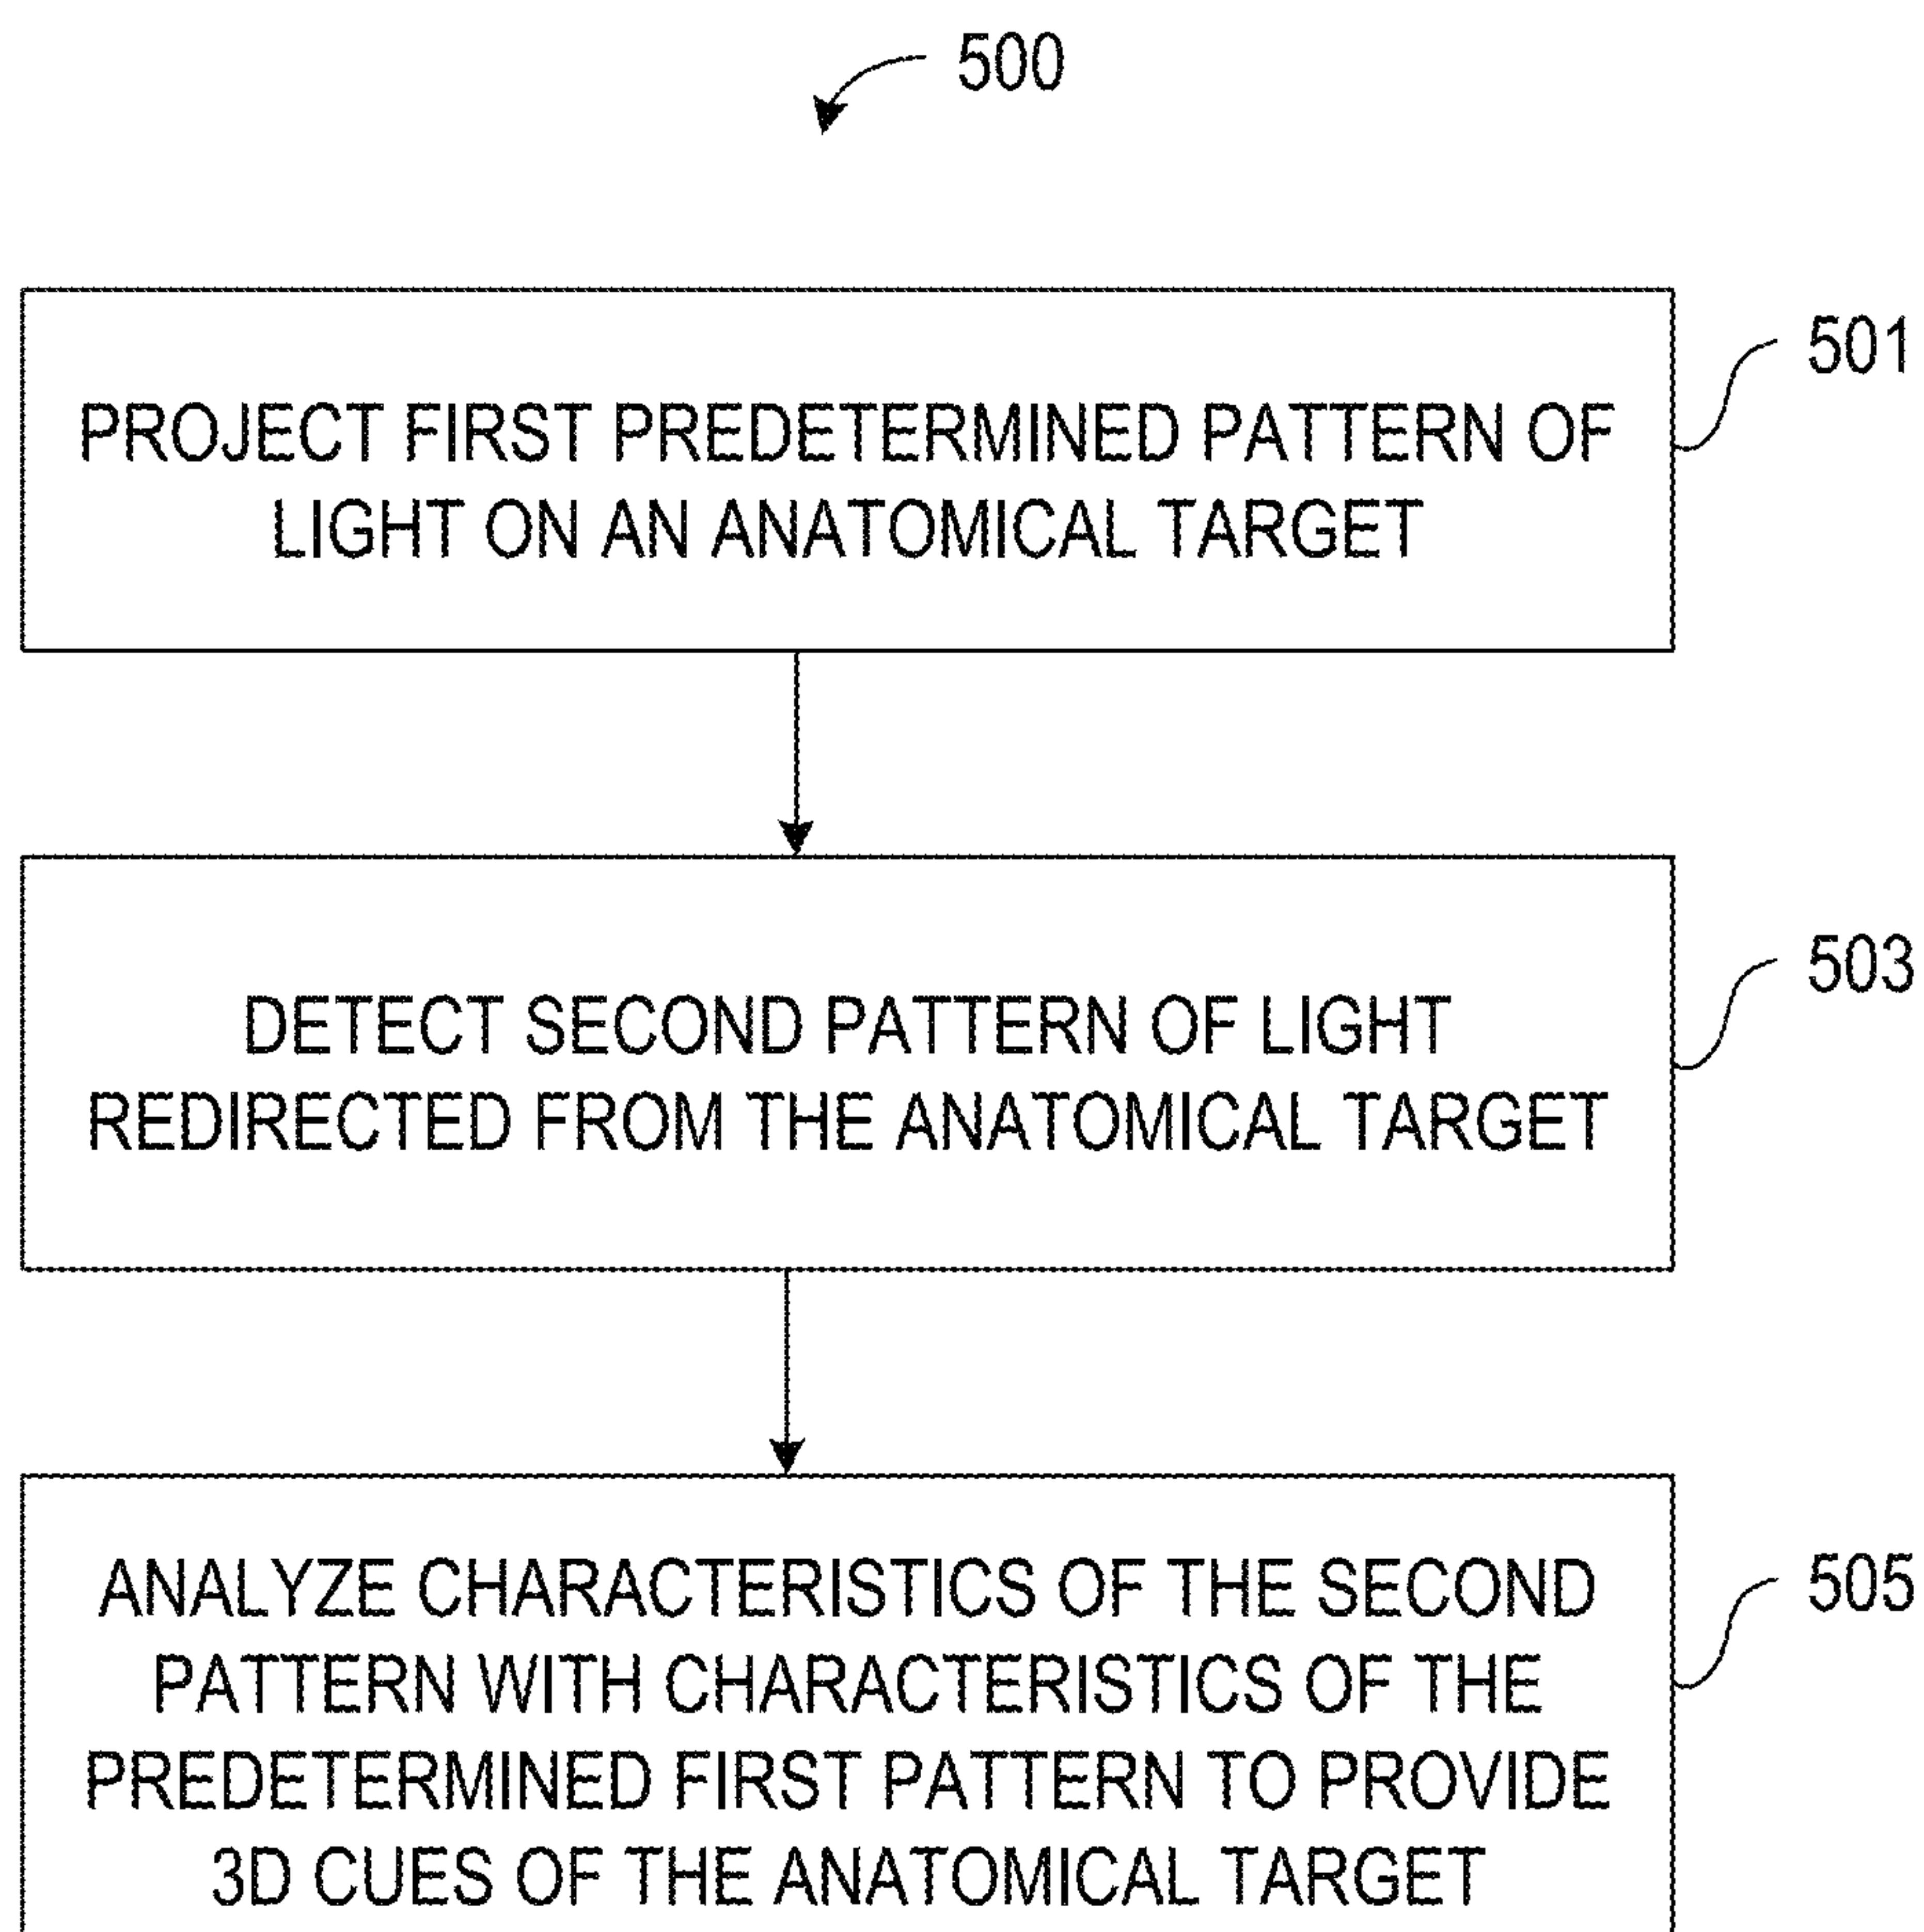 500
501
PROJECT FIRST PREDETERMINED PATTERN OF
LIGHT ON AN ANATOMICAL TARGET
503
DETECT SECOND PATTERN OF LIGHT
REDIRECTED FROM THE ANATOMICAL TARGET
505
ANALYZE CHARACTERISTICS OF THE SECOND
PATTERN WITH CHARACTERISTICS OF THE
PREDETERMINED FIRST PATTERN TO PROVIDE
3D CUES OF THE ANATOMICAL TARGET